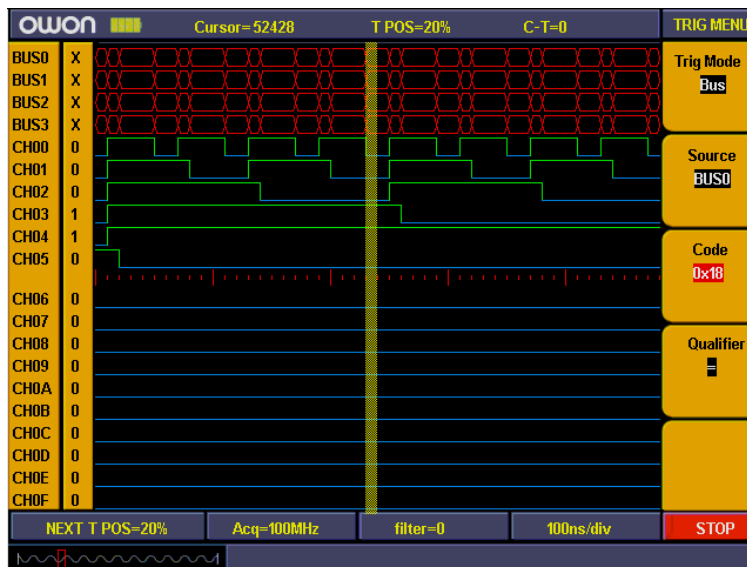 OWON Cursor=52428 T POS=20% C-T=0 TRIG MENU
BUS0 X
BUS1 X
BUS2 X
BUS3 X
CH00 0
CH01 0
CH02 0
CH03 1
CH04 1
CH05 0
CH06 0
CH07 0
CH08 0
CH09 0
CH0A 0
CH0B 0
CH0C 0
CH0D 0
CH0E 0
CH0F 0
Trig Mode
Bus
Source
BUS0
Code
0x18
Qualifier
=
NEXT T POS=20% Acq=100MHz filter=0 100ns/div STOP